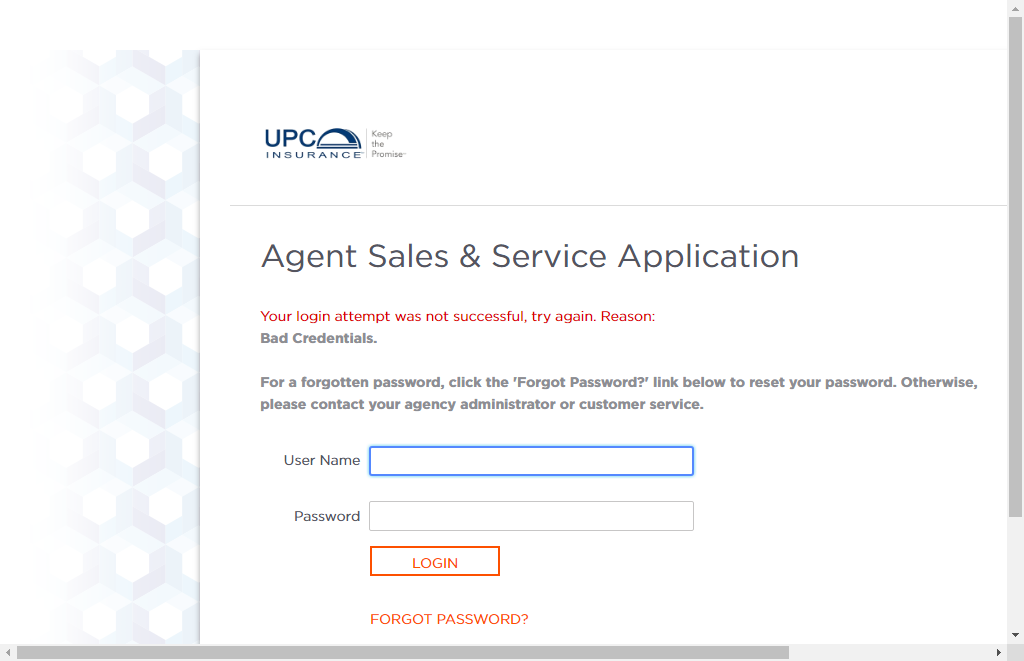 UPC INSURANCE
Keep
the
Promise
Agent Sales & Service Application
Your login attempt was not successful, try again. Reason:
Bad Credentials.
For a forgotten password, click the 'Forgot Password?' link below to reset your password. Otherwise,
please contact your agency administrator or customer service.
User Name
Password
LOGIN
FORGOT PASSWORD?